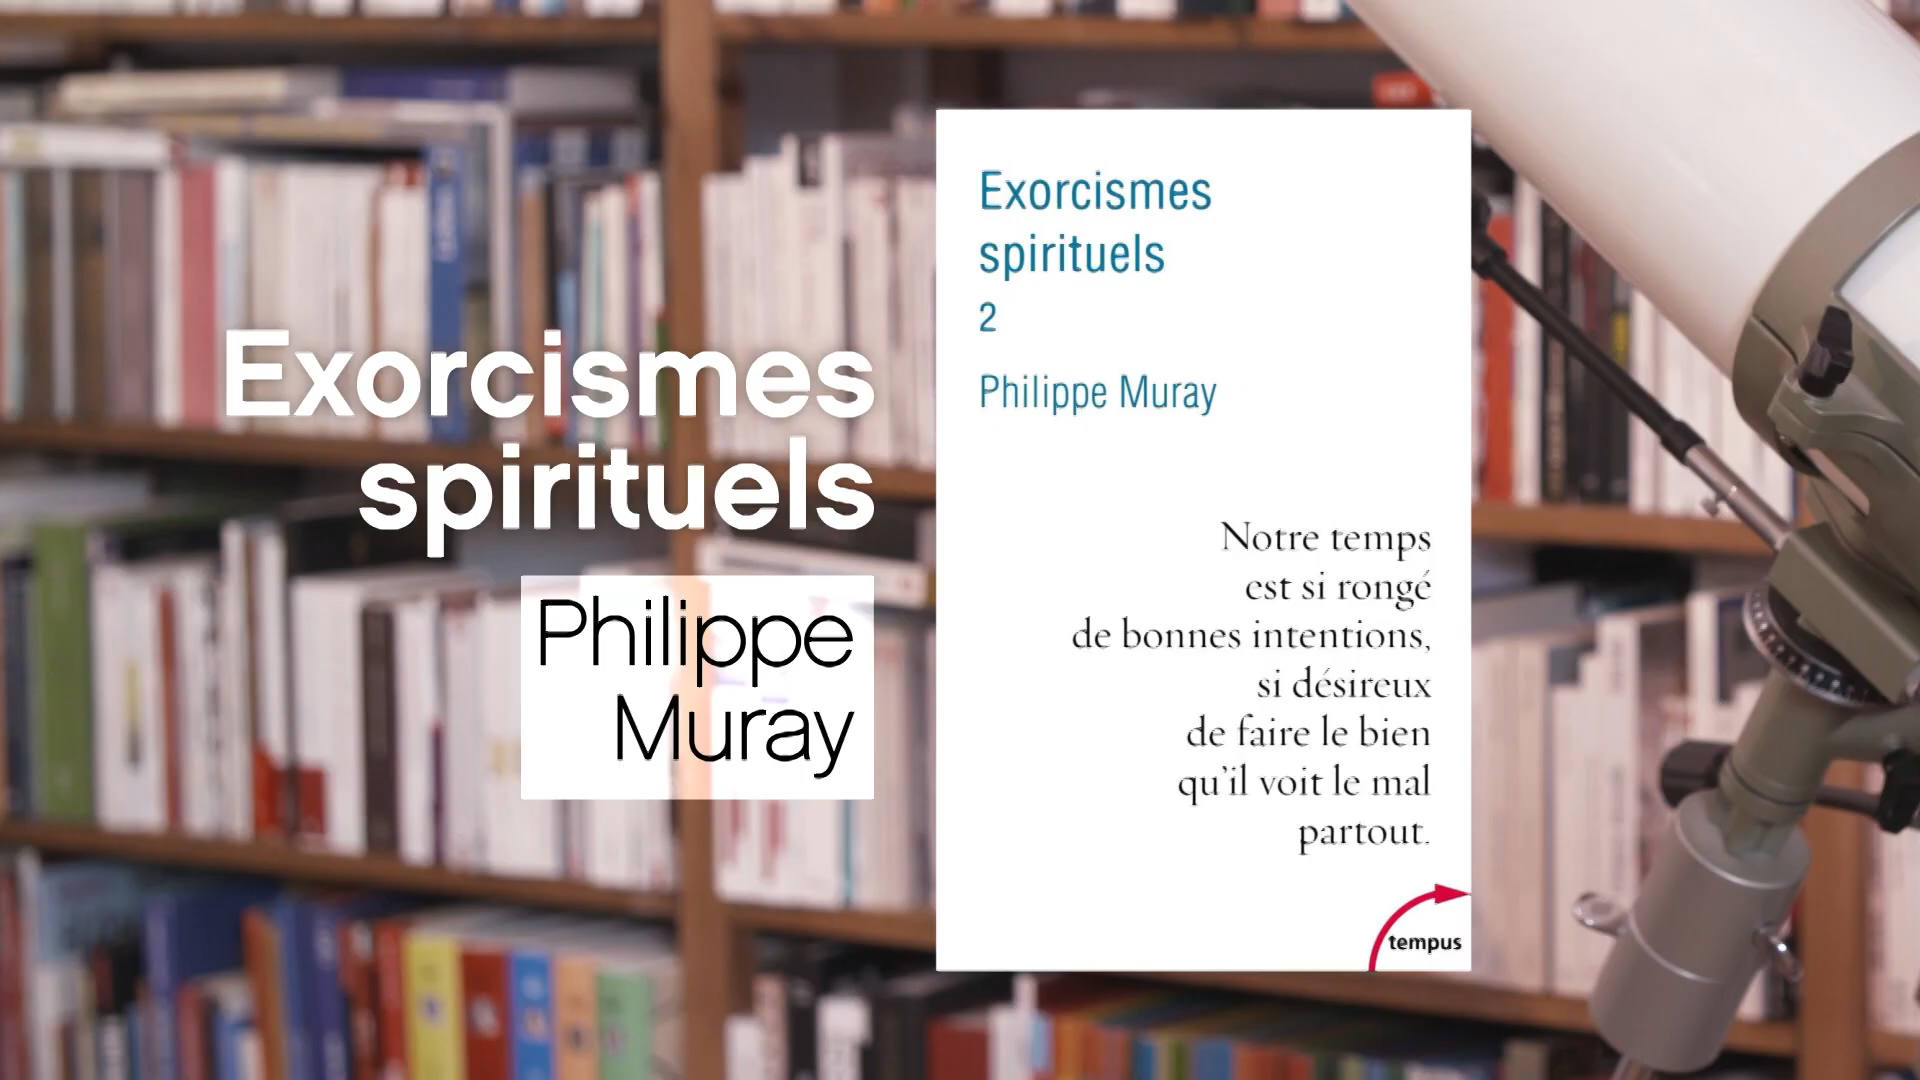 Exorcismes
spirituels
Philippe
Muray
Exorcismes
spirituels
2
Philippe Muray
Notre temps
est si rongé
de bonnes intentions,
si désireux
de faire le bien
qu'il voit le mal
partout.
tempus